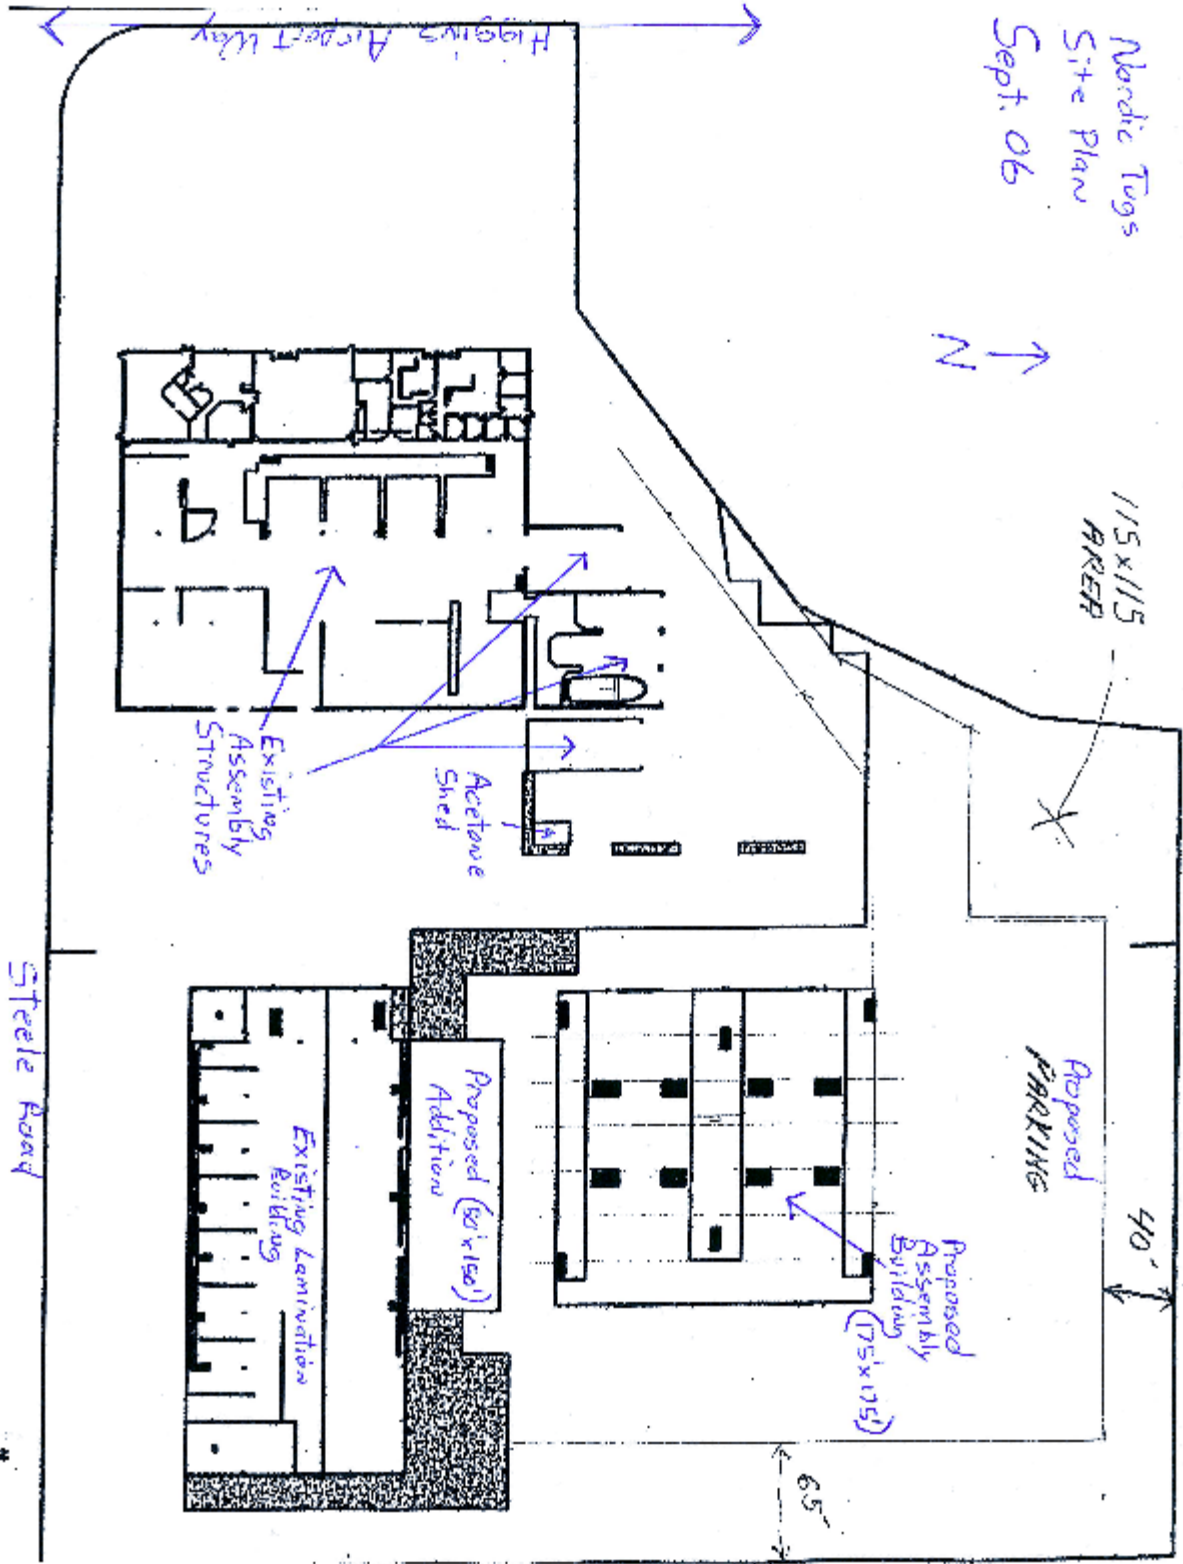 Nordic Tugs
Site Plan
Sept. 06
N
Higgins Airport Way
115x115
AREA
Existing
Assembly
Structures
Acetone
Shed
Proposed
PARKING
40'
Proposed
Assembly
Building
(175'x175')
Proposed (50'x150')
Addition
Existing Lamination
Building
65'
Steele Road